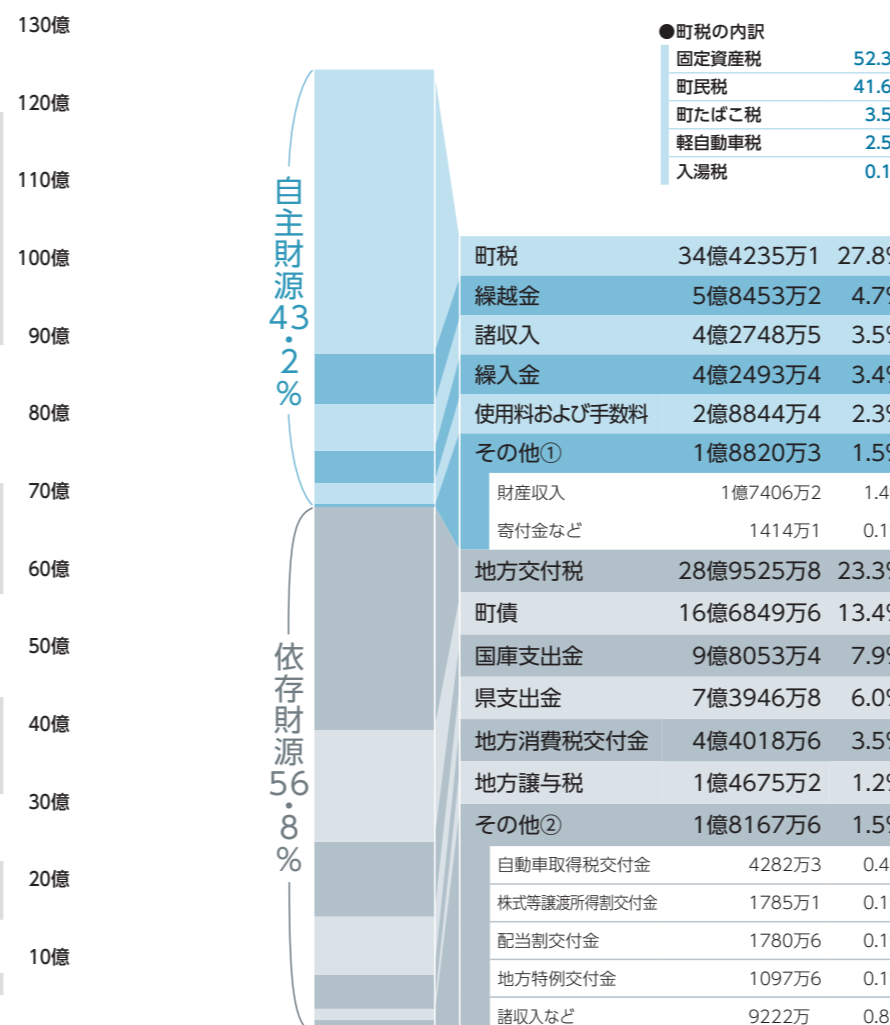 130億
120億
110億
100億
90億
80億
70億
60億
50億
40億
30億
20億
10億
自主財源43・2%
依存財源56・8%
●町税の内訳
固定資産税 52.3
町民税 41.6
町たばこ税 3.5
軽自動車税 2.5
入湯税 0.1
町税 34億4235万1 27.8%
繰越金 5億8453万2 4.7%
諸収入 4億2748万5 3.5%
繰入金 4億2493万4 3.4%
使用料および手数料 2億8844万4 2.3%
その他① 1億8820万3 1.5%
財産収入 1億7406万2 1.4
寄付金など 1414万1 0.1
地方交付税 28億9525万8 23.3%
町債 16億6849万6 13.4%
国庫支出金 9億8053万4 7.9%
県支出金 7億3946万8 6.0%
地方消費税交付金 4億4018万6 3.5%
地方譲与税 1億4675万2 1.2%
その他② 1億8167万6 1.5%
自動車取得税交付金 4282万3 0.4
株式等譲渡所得割交付金 1785万1 0.1
配当割交付金 1780万6 0.1
地方特例交付金 1097万6 0.1
諸収入など 9222万 0.8